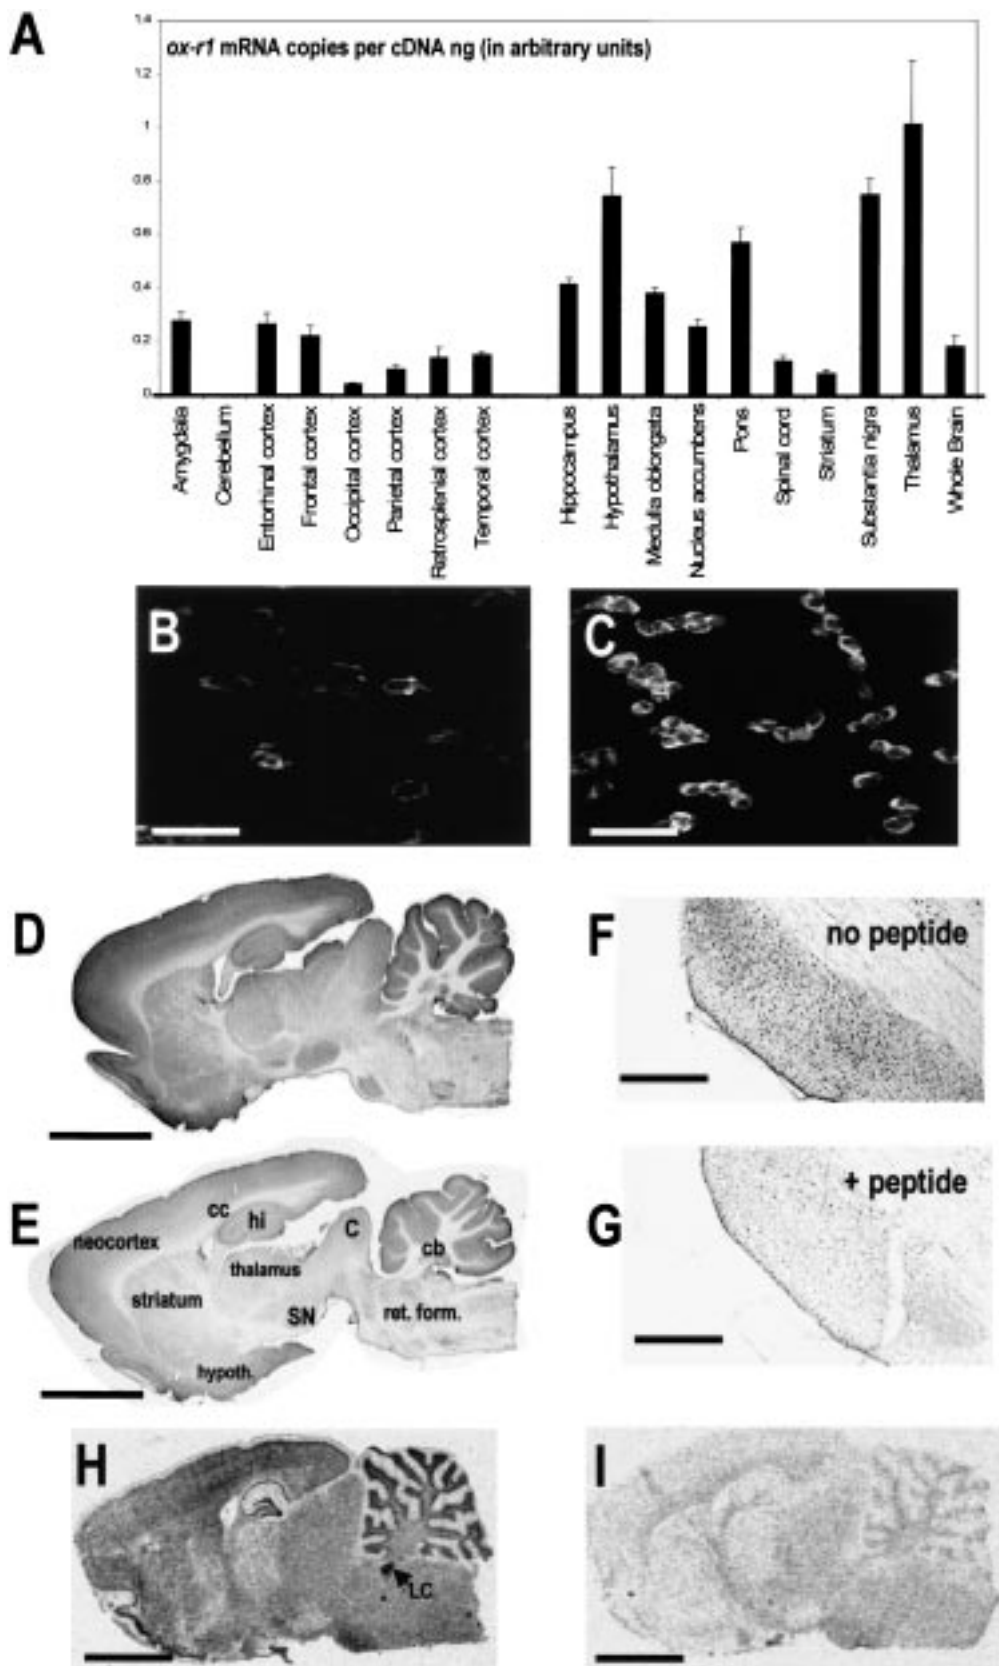 A
ox-r1 mRNA copies per cDNA ng (in arbitrary units)
1.4
1.2
1
0.8
0.6
0.4
0.2
0
Amygdala
Cerebellum
Entorhinal cortex
Frontal cortex
Occipital cortex
Parietal cortex
Retrosplenial cortex
Temporal cortex
Hippocampus
Hypothalamus
Medulla oblongata
Nucleus accumbens
Pons
Spinal cord
Striatum
Substantia nigra
Thalamus
Whole Brain
B
C
D
F
no peptide
E
cc
hi
C
neocortex
cb
thalamus
striatum
SN
ret. form.
hypoth.
G
+ peptide
H
LC
I